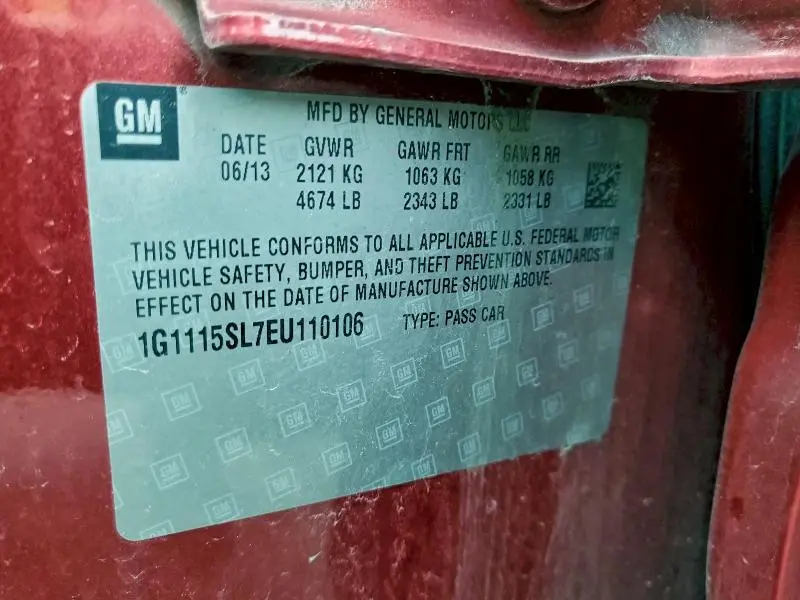 GM
MFD BY GENERAL MOTORS LLC
DATE GVWR GAWR FRT GAWR RR
06/13 2121 KG 1063 KG 1058 KG
4674 LB 2343 LB 2331 LB
THIS VEHICLE CONFORMS TO ALL APPLICABLE U.S. FEDERAL MOTOR
VEHICLE SAFETY, BUMPER, AND THEFT PREVENTION STANDARDS IN
EFFECT ON THE DATE OF MANUFACTURE SHOWN ABOVE.
1G1115SL7EU110106 TYPE: PASS CAR